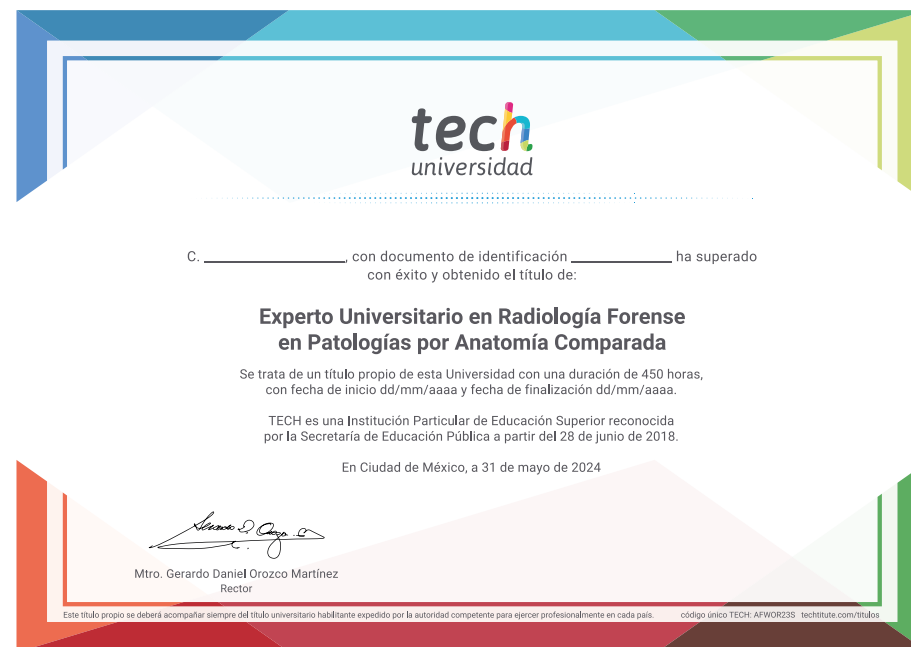 tech
universidad
C. ____________, con documento de identificación ____________ ha superado
con éxito y obtenido el título de:
Experto Universitario en Radiología Forense
en Patologías por Anatomía Comparada
Se trata de un título propio de esta Universidad con una duración de 450 horas,
con fecha de inicio dd/mm/aaaa y fecha de finalización dd/mm/aaaa.
TECH es una Institución Particular de Educación Superior reconocida
por la Secretaría de Educación Pública a partir del 28 de junio de 2018.
En Ciudad de México, a 31 de mayo de 2024
Mtro. Gerardo Daniel Orozco Martínez
Rector
Este título propio se deberá acompañar siempre del título universitario habilitante expedido por la autoridad competente para ejercer profesionalmente en cada país. código único TECH: AFWOR23S techtitute.com/titulos